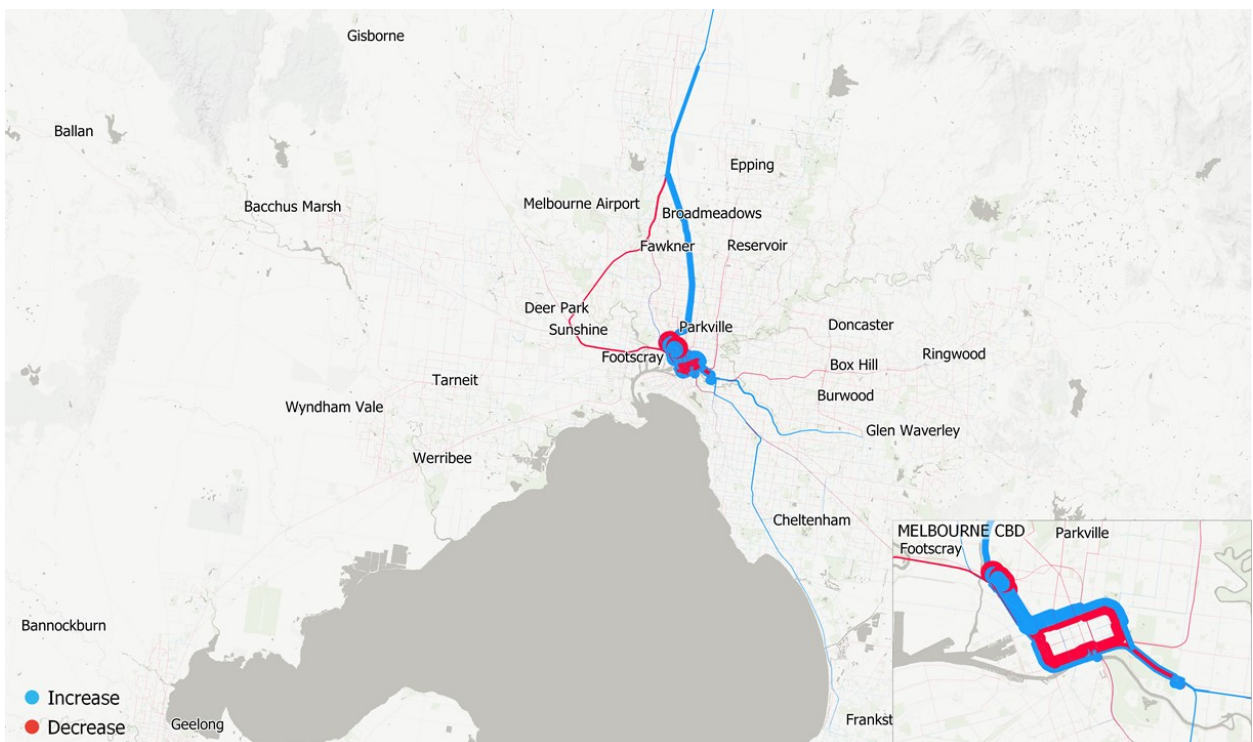 Gisborne
Ballan
Epping
Bacchus Marsh
Melbourne Airport
Broadmeadows
Fawkner
Reservoir
Deer Park
Sunshine
Parkville
Doncaster
Footscray
Box Hill
Ringwood
Tarneit
Burwood
Wyndham Vale
Glen Waverley
Werribee
Cheltenham
MELBOURNE CBD
Footscray
Parkville
Bannockburn
Increase
Decrease
Geelong
Frankst